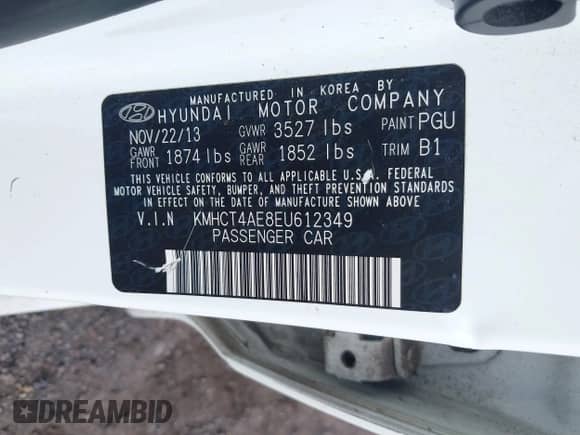 MANUFACTURED IN KOREA BY
HYUNDAI MOTOR COMPANY
NOV/22/13 GVWR 3527 lbs PAINT PGU
GAWR FRONT 1874 lbs GAWR REAR 1852 lbs TRIM B1
THIS VEHICLE CONFORMS TO ALL APPLICABLE U.S.A. FEDERAL
MOTOR VEHICLE SAFETY, BUMPER, AND THEFT PREVENTION STANDARDS
IN EFFECT ON THE DATE OF MANUFACTURE SHOWN ABOVE.
V.I.N KMHCT4AE8EU612349
PASSENGER CAR
DREAMBID